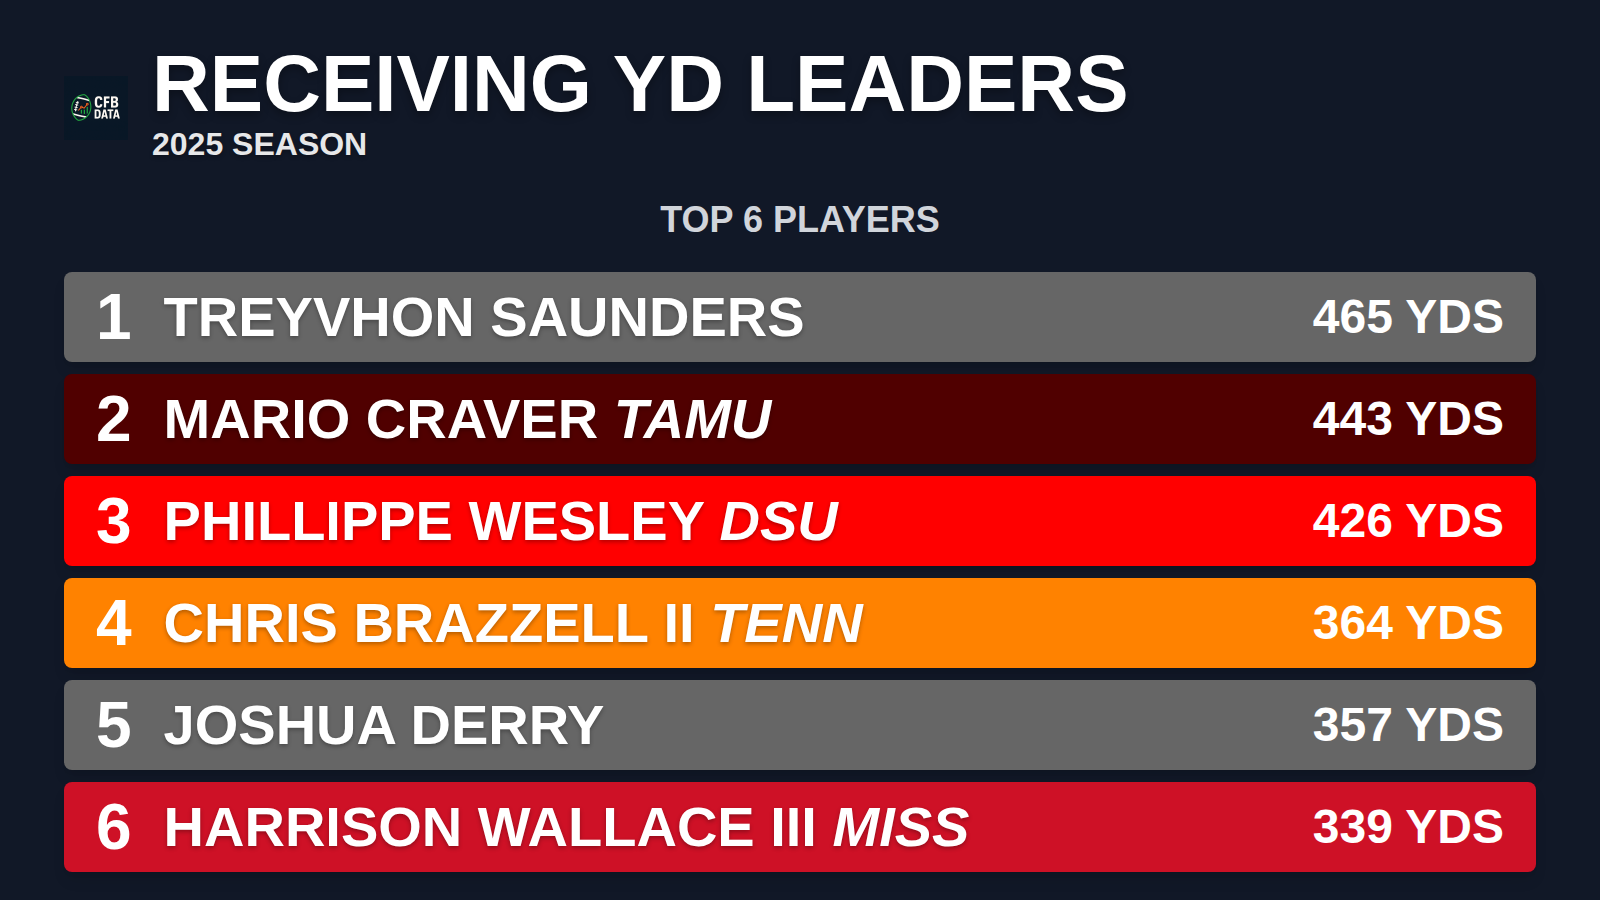 CFB
DATA
RECEIVING YD LEADERS
2025 SEASON
TOP 6 PLAYERS
1 TREYVHON SAUNDERS 465 YDS
2 MARIO CRAVER TAMU 443 YDS
3 PHILLIPPE WESLEY DSU 426 YDS
4 CHRIS BRAZZELL II TENN 364 YDS
5 JOSHUA DERRY 357 YDS
6 HARRISON WALLACE III MISS 339 YDS